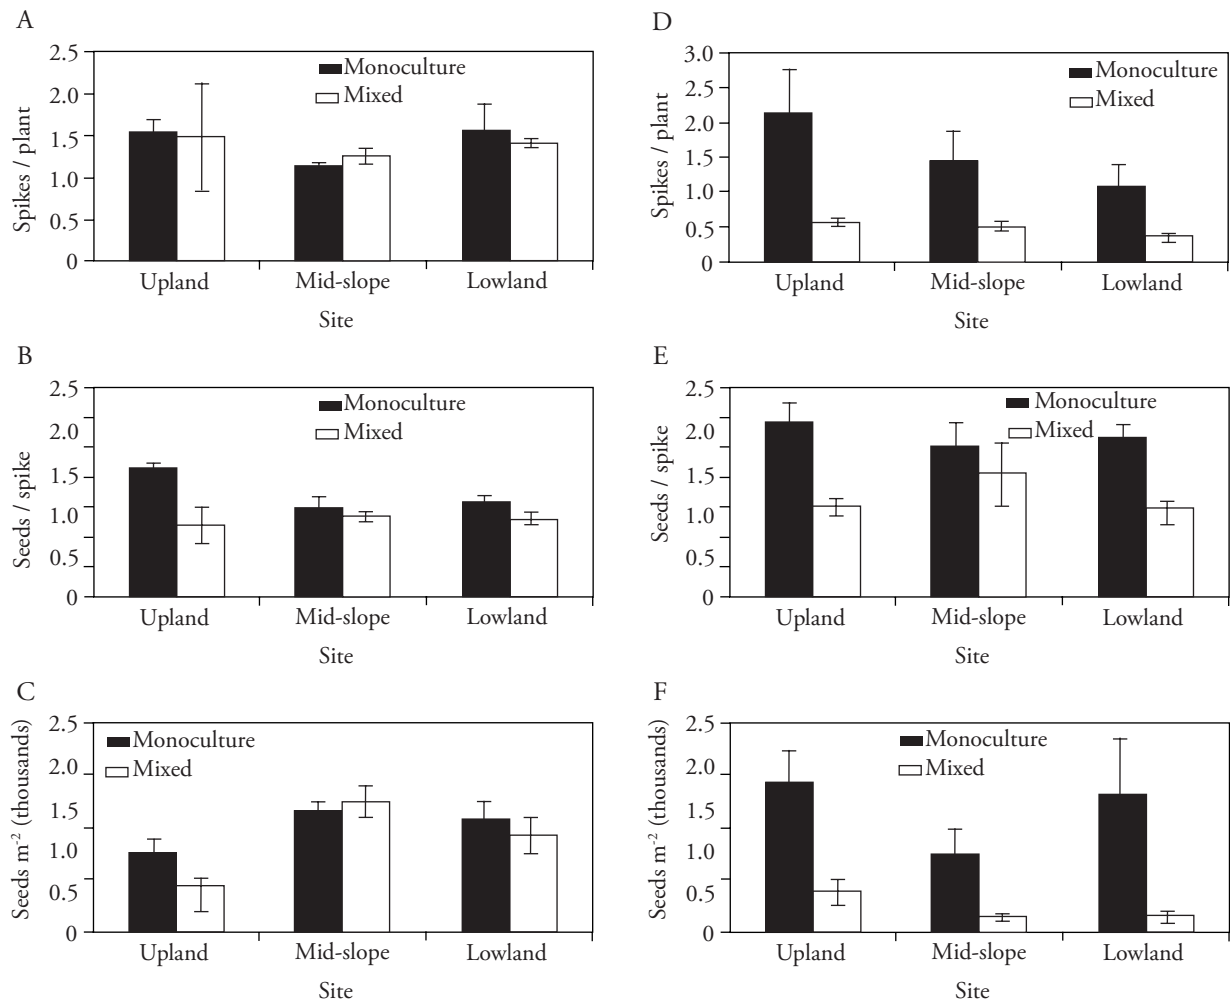 A
Spikes / plant
2.5
2.0
1.5
1.0
0.5
0
Monoculture
Mixed
Upland Mid-slope Lowland
Site
D
Spikes / plant
3.0
2.5
2.0
1.5
1.0
0.5
0
Monoculture
Mixed
Upland Mid-slope Lowland
Site
B
Seeds / spike
2.5
2.0
1.5
1.0
0.5
0
Monoculture
Mixed
Upland Mid-slope Lowland
Site
E
Seeds / spike
2.5
2.0
1.5
1.0
0.5
0
Monoculture
Mixed
Upland Mid-slope Lowland
Site
C
Seeds m⁻² (thousands)
2.5
2.0
1.5
1.0
0.5
0
Monoculture
Mixed
Upland Mid-slope Lowland
Site
F
Seeds m⁻² (thousands)
2.5
2.0
1.5
1.0
0.5
0
Monoculture
Mixed
Upland Mid-slope Lowland
Site